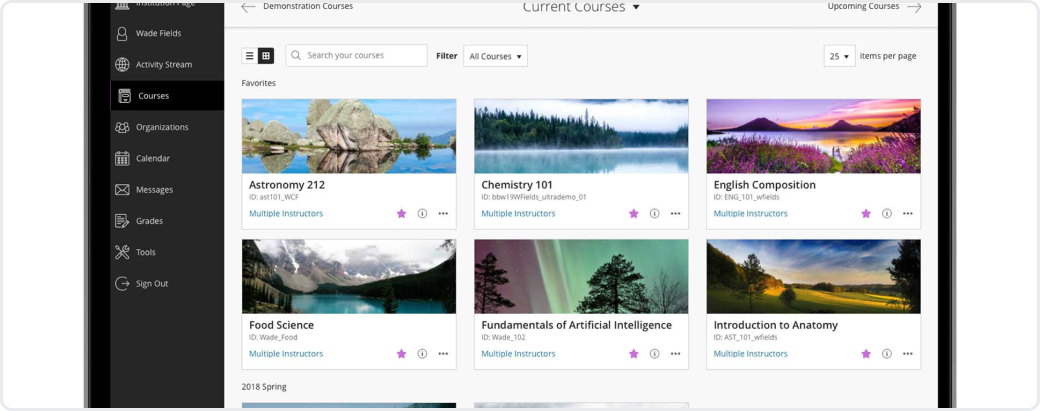 Institution Page
Wade Fields
Activity Stream
Courses
Organizations
Calendar
Messages
Grades
Tools
Sign Out
Demonstration Courses
Current Courses
Upcoming Courses
Search your courses
Filter
All Courses
25
items per page
Favorites
Astronomy 212
ID: ast101_WCF
Multiple Instructors
Chemistry 101
ID: bbw19WFields_ultrademo_01
Multiple Instructors
English Composition
ID: ENG_101_wfields
Multiple Instructors
Food Science
ID: Wade_Food
Multiple Instructors
Fundamentals of Artificial Intelligence
ID: Wade_102
Multiple Instructors
Introduction to Anatomy
ID: AST_101_wfields
Multiple Instructors
2018 Spring